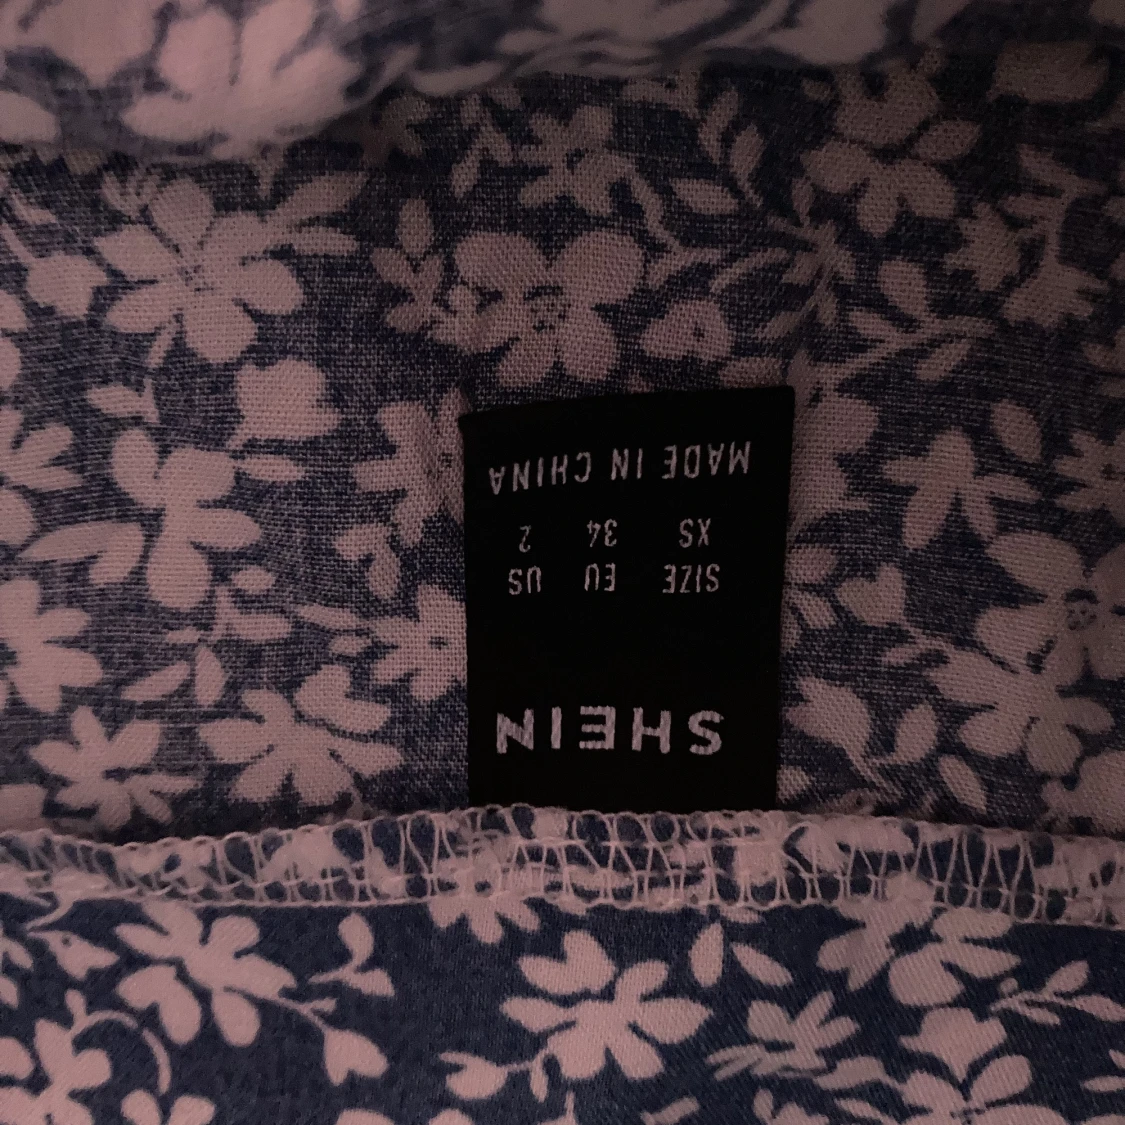 SHEIN
SIZE EU US
XS 34 2
MADE IN CHINA